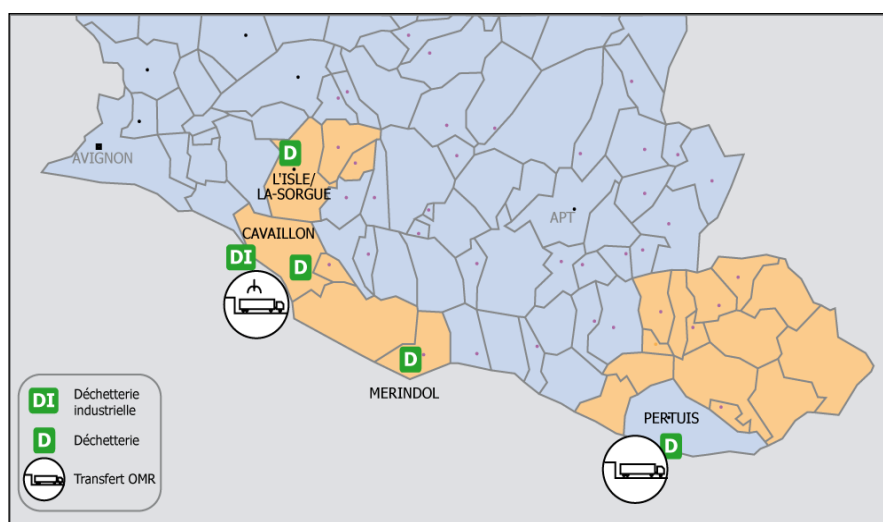 AVIGNON
D
L'ISLE/
LA-SORGUE
CAVAILLON
APT
DI
D
D
MERINDOL
PERTUIS
D
DI
Déchetterie
industrielle
D
Déchetterie
Transfert OMR